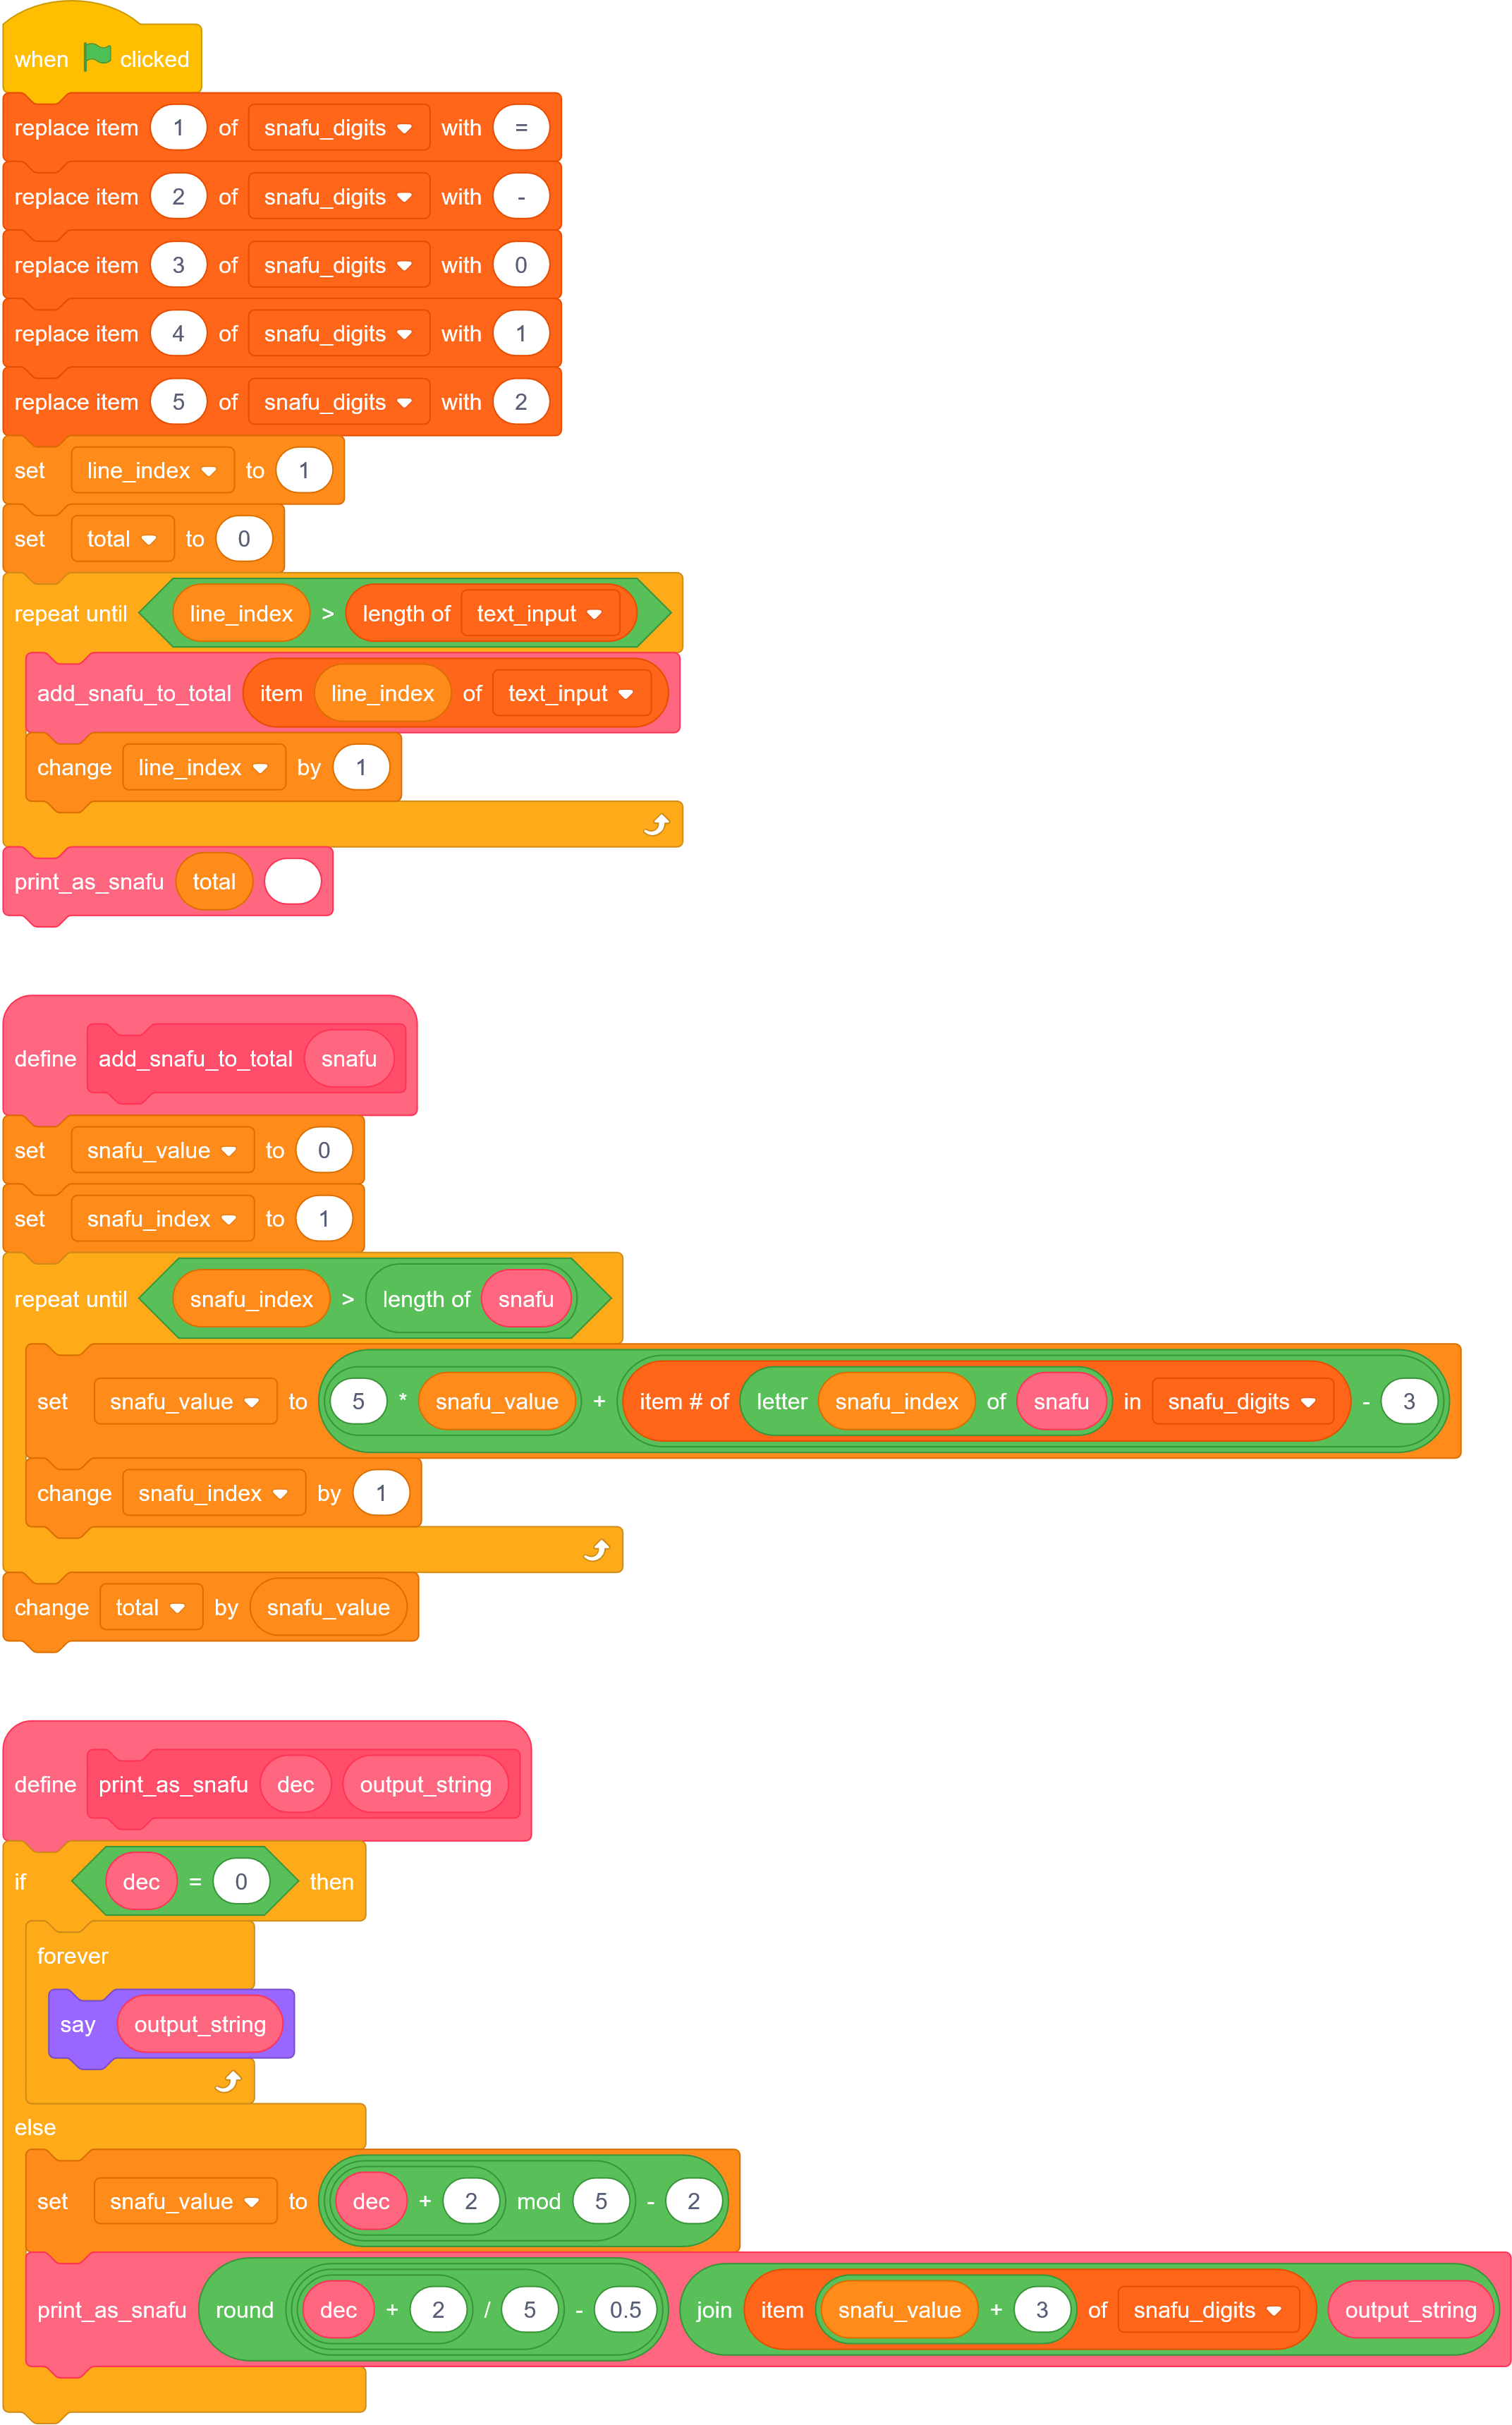 when clicked
replace item 1 of snafu_digits with =
replace item 2 of snafu_digits with -
replace item 3 of snafu_digits with 0
replace item 4 of snafu_digits with 1
replace item 5 of snafu_digits with 2
set line_index to 1
set total to 0
repeat until line_index > length of text_input
add_snafu_to_total item line_index of text_input
change line_index by 1
print_as_snafu total
define add_snafu_to_total snafu
set snafu_value to 0
set snafu_index to 1
repeat until snafu_index > length of snafu
set snafu_value to 5 * snafu_value + item # of letter snafu_index of snafu in snafu_digits - 3
change snafu_index by 1
change total by snafu_value
define print_as_snafu dec output_string
if dec = 0 then
forever
say output_string
else
set snafu_value to dec + 2 mod 5 - 2
print_as_snafu round dec + 2 / 5 - 0.5 join item snafu_value + 3 of snafu_digits output_string